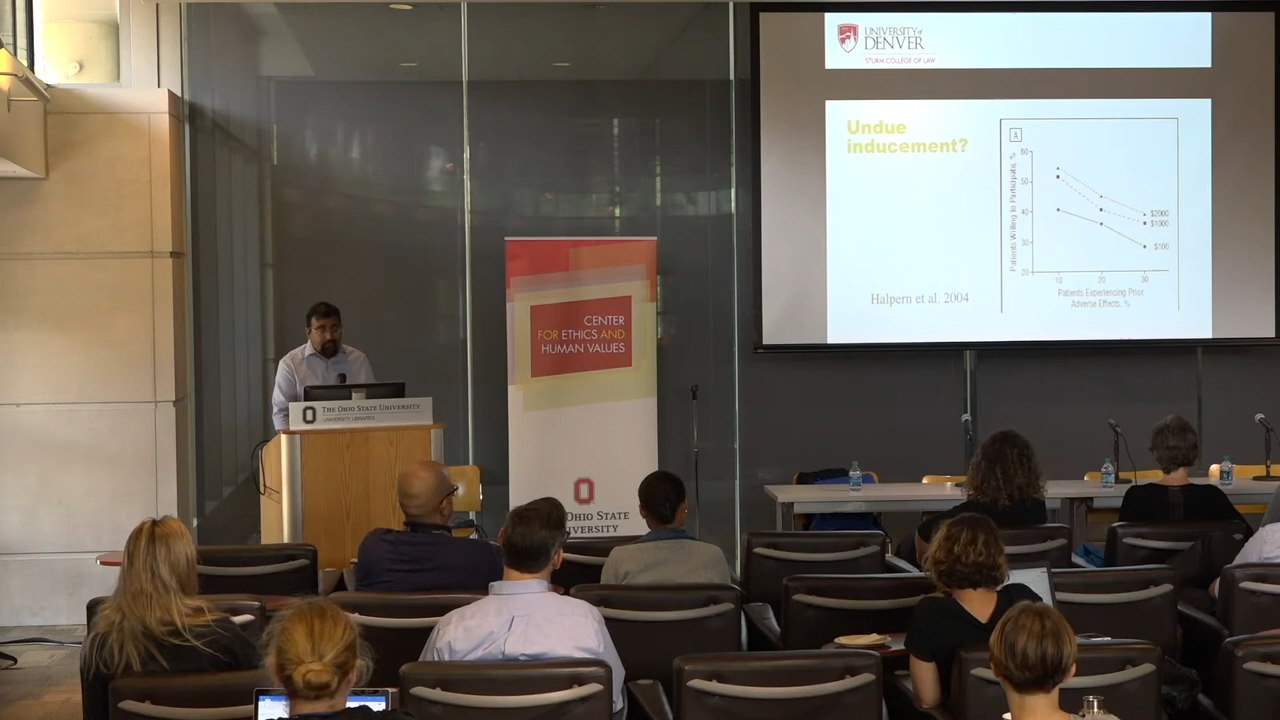 UNIVERSITY of
DENVER
STURM COLLEGE OF LAW
Undue
inducement?
Halpern et al. 2004
A
Patients Willing to Participate, %
60
50
40
30
20
10 20 30
$2000
$1000
$100
Patients Experiencing Prior
Adverse Effects, %
CENTER
FOR ETHICS AND
HUMAN VALUES
THE OHIO STATE UNIVERSITY
UNIVERSITY LIBRARIES
OHIO STATE